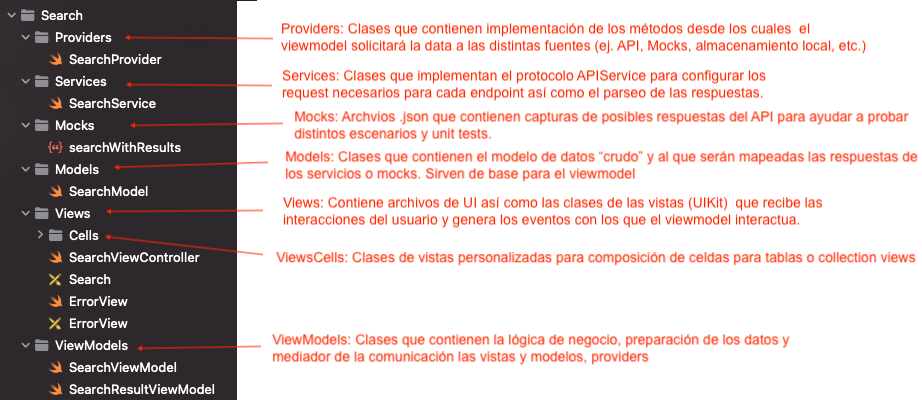 Search
Providers
SearchProvider
Services
SearchService
Mocks
searchWithResults
Models
SearchModel
Views
Cells
SearchViewController
Search
ErrorView
ErrorView
ViewModels
SearchViewModel
SearchResultViewModel
Providers: Clases que contienen implementación de los métodos desde los cuales el
viewmodel solicitará la data a las distintas fuentes (ej. API, Mocks, almacenamiento local, etc.)
Services: Clases que implementan el protocolo APIService para configurar los
request necesarios para cada endpoint así como el parseo de las respuestas.
Mocks: Archvios .json que contienen capturas de posibles respuestas del API para ayudar a probar
distintos escenarios y unit tests.
Models: Clases que contienen el modelo de datos “crudo” y al que serán mapeadas las respuestas de
los servicios o mocks. Sirven de base para el viewmodel
Views: Contiene archivos de UI así como las clases de las vistas (UIKit) que recibe las
interacciones del usuario y genera los eventos con los que el viewmodel interactua.
ViewsCells: Clases de vistas personalizadas para composición de celdas para tablas o collection views
ViewModels: Clases que contienen la lógica de negocio, preparación de los datos y
mediador de la comunicación las vistas y modelos, providers